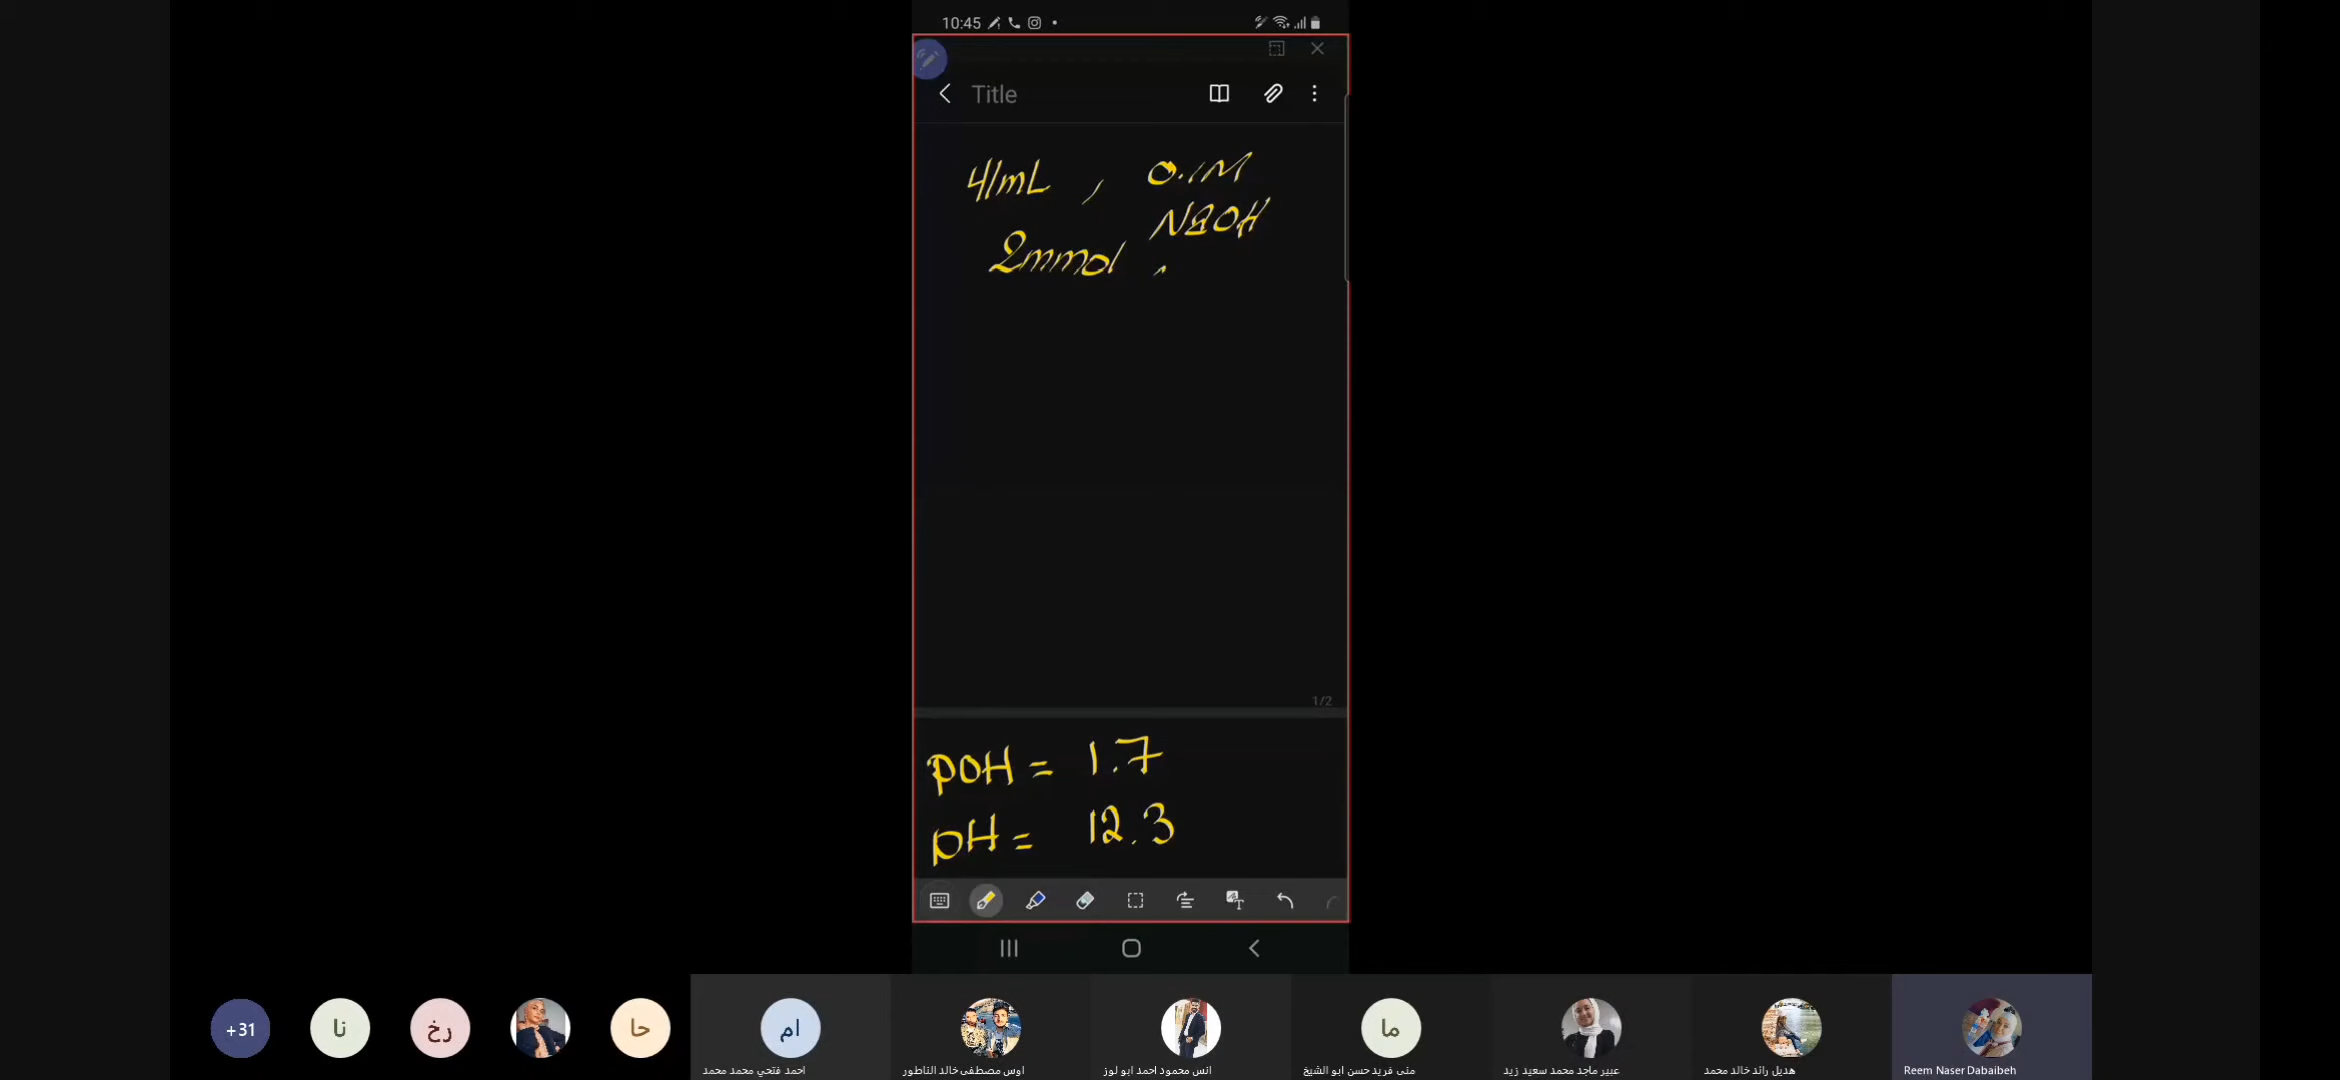 10:45
Title
41mL , 0.1M
NaOH
2mmol
1/2
POH = 1.7
pH = 12.3
+31
نا
رخ
حا
ام
ما
احمد فتحي محمد محمد
اوس مصطفى خالد الناطور
انس محمود احمد ابو لوز
منى فريد حسن ابو الشيخ
عبير ماجد محمد سعيد زيد
هديل رائد خالد محمد
Reem Naser Dabaibeh